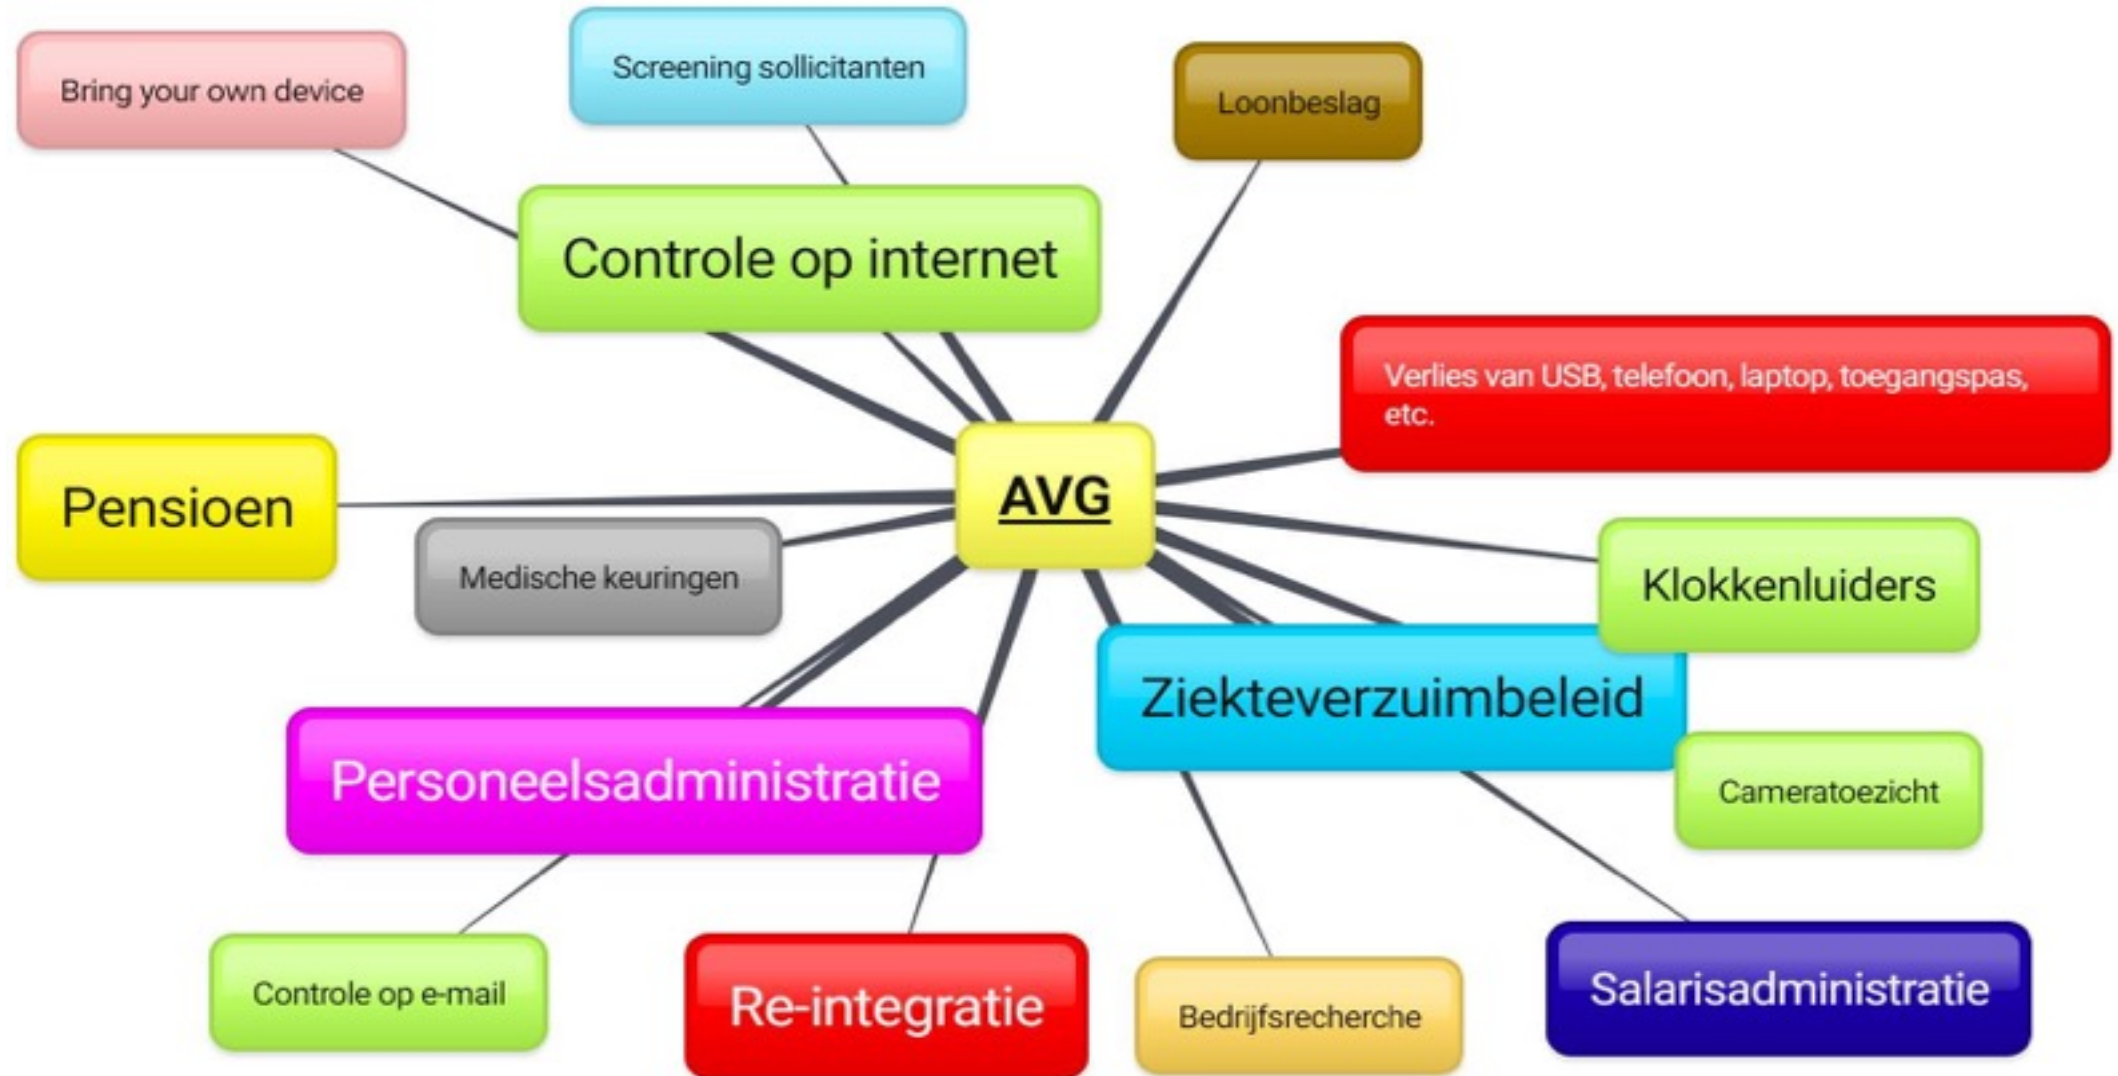 Bring your own device
Screening sollicitanten
Loonbeslag
Controle op internet
Verlies van USB, telefoon, laptop, toegangspas,
etc.
Pensioen
AVG
Medische keuringen
Klokkenluiders
Ziekteverzuimbeleid
Personeelsadministratie
Cameratoezicht
Controle op e-mail
Re-integratie
Bedrijfsrecherche
Salarisadministratie